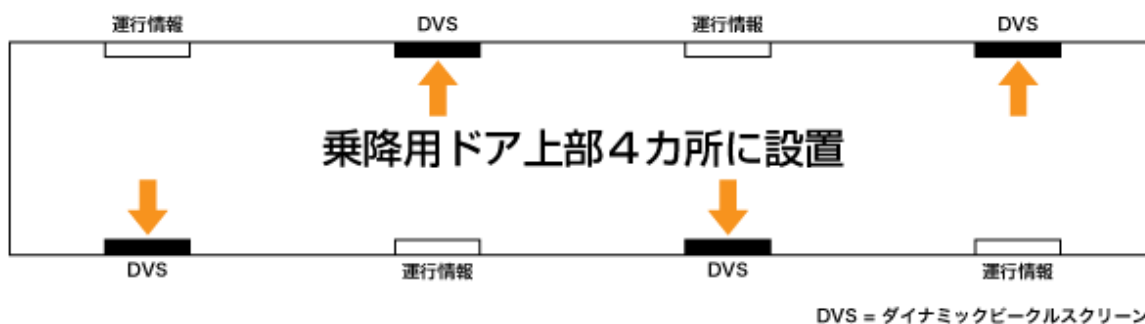 運行情報 DVS 運行情報 DVS
乗降用ドア上部４カ所に設置
DVS 運行情報 DVS 運行情報
DVS = ダイナミックビークルスクリーン